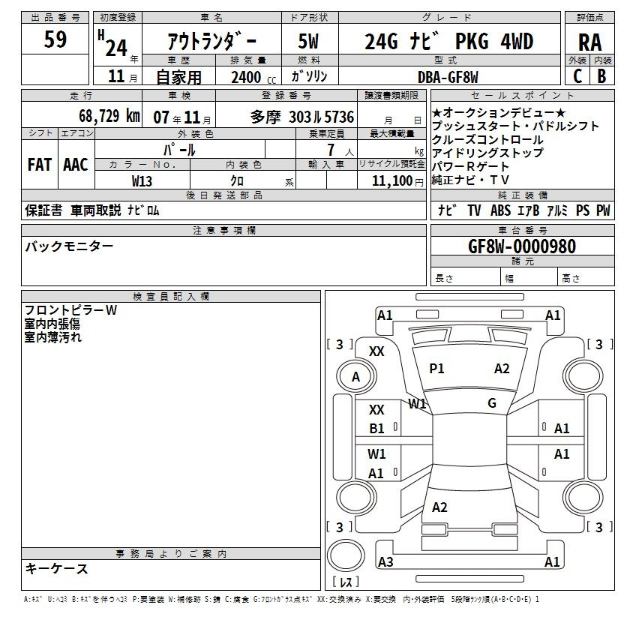 出品番号
59
初度登録
H 24 年
11 月
車名
アウトランダー
ドア形状
5W
グレード
24G ナビ PKG 4WD
評価点
RA
外装 内装
C B
車歴
自家用
排気量
2400 cc
燃料
ガソリン
型式
DBA-GF8W
走行
68,729 km
車検
07 年 11 月
登録番号
多摩 303ル5736
譲渡書類期限
月 日
シフト
FAT
エアコン
AAC
外装色
パール
乗車定員
7 人
最大積載量
kg
カラーNO.
W13
内装色
クロ 系
輸入車
リサイクル預託金
11,100 円
後日発送部品
保証書 車両取説 ナビロム
セールスポイント
★オークションデビュー★
プッシュスタート・パドルシフト
クルーズコントロール
アイドリングストップ
パワーRゲート
純正ナビ・TV
純正装備
ナビ TV ABS エアB アルミ PS PW
注意事項欄
バックモニター
車台番号
GF8W-0000980
諸元
長さ 幅 高さ
検査員記入欄
フロントピラーW
室内内張傷
室内薄汚れ
事務局よりご案内
キーケース
A1 A1
[ 3 ] [ 3 ]
XX
P1 A2
A
W1 G
XX
B1 A1
W1 A1
A1
A2
[ 3 ] [ 3 ]
A3 A1
[ レス ]
A:キズ U:ヘコミ B:キズを伴うヘコミ P:要塗装 W:補修跡 S:錆 C:腐食 G:フロントガラス点キズ XX:交換済み X:要交換 内・外装評価 5段階ランク順(A・B・C・D・E) 1